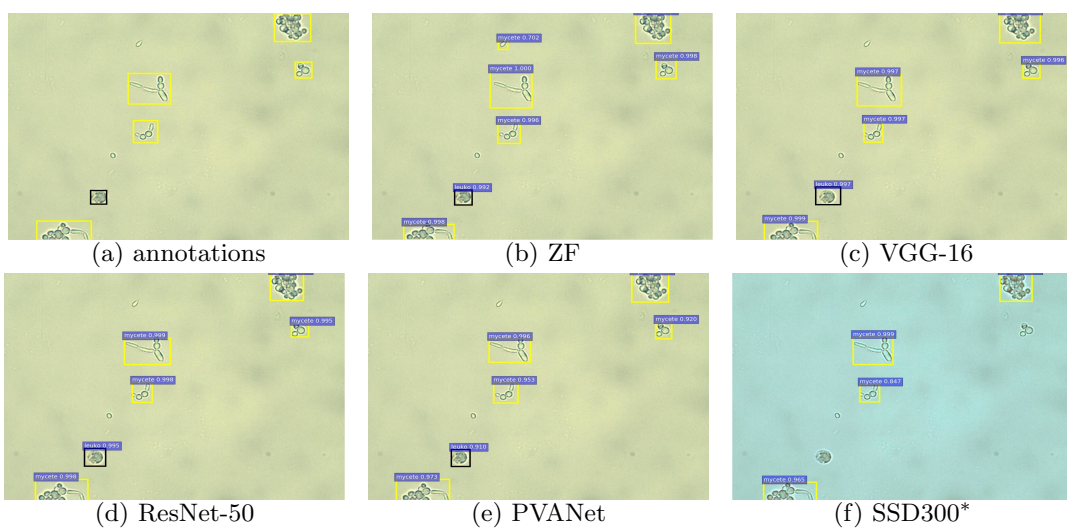 mycete 0.702
mycete 1.000
mycete 0.998
mycete 0.996
leuko 0.992
mycete 0.998
mycete 0.996
mycete 0.997
mycete 0.997
leuko 0.997
mycete 0.999
(a) annotations
(b) ZF
(c) VGG-16
mycete 0.995
mycete 0.999
mycete 0.998
leuko 0.995
mycete 0.998
mycete 0.920
mycete 0.996
mycete 0.953
leuko 0.910
mycete 0.973
mycete 0.899
mycete 0.847
mycete 0.965
(d) ResNet-50
(e) PVANet
(f) SSD300*